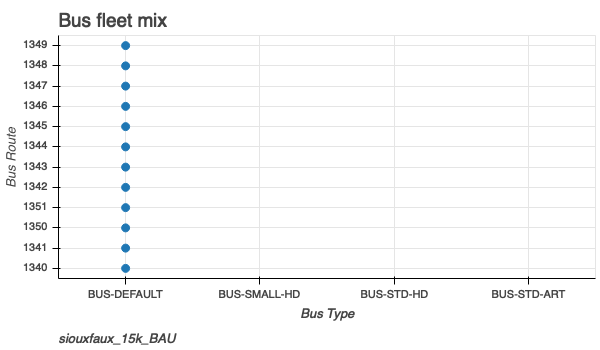 Bus fleet mix
Bus Route
1349
1348
1347
1346
1345
1344
1343
1342
1351
1350
1341
1340
BUS-DEFAULT BUS-SMALL-HD BUS-STD-HD BUS-STD-ART
Bus Type
siouxfaux_15k_BAU